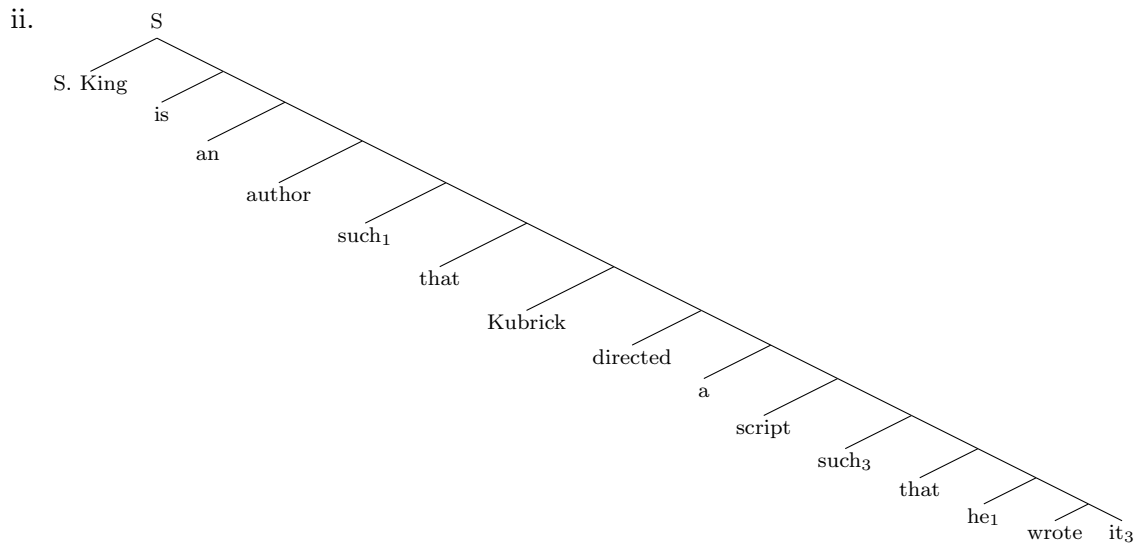 ii.
S
S. King
is
an
author
such₁
that
Kubrick
directed
a
script
such₃
that
he₁
wrote it₃